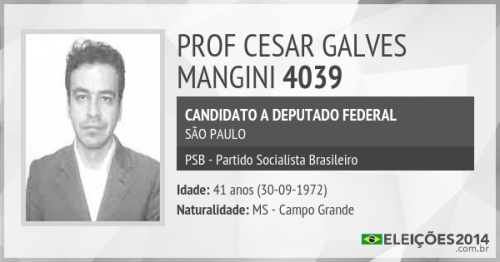 PROF CESAR GALVES
MANGINI 4039
CANDIDATO A DEPUTADO FEDERAL
SÃO PAULO
PSB - Partido Socialista Brasileiro
Idade: 41 anos (30-09-1972)
Naturalidade: MS - Campo Grande
ELEIÇÕES2014
.com.br